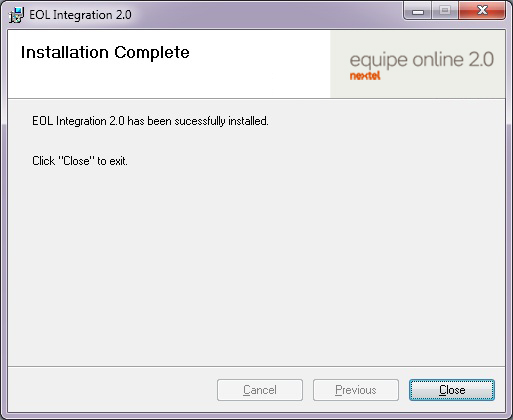 EOL Integration 2.0
Installation Complete
equipe online 2.0
nextel
EOL Integration 2.0 has been sucessfully installed.
Click "Close" to exit.
Cancel
Previous
Close